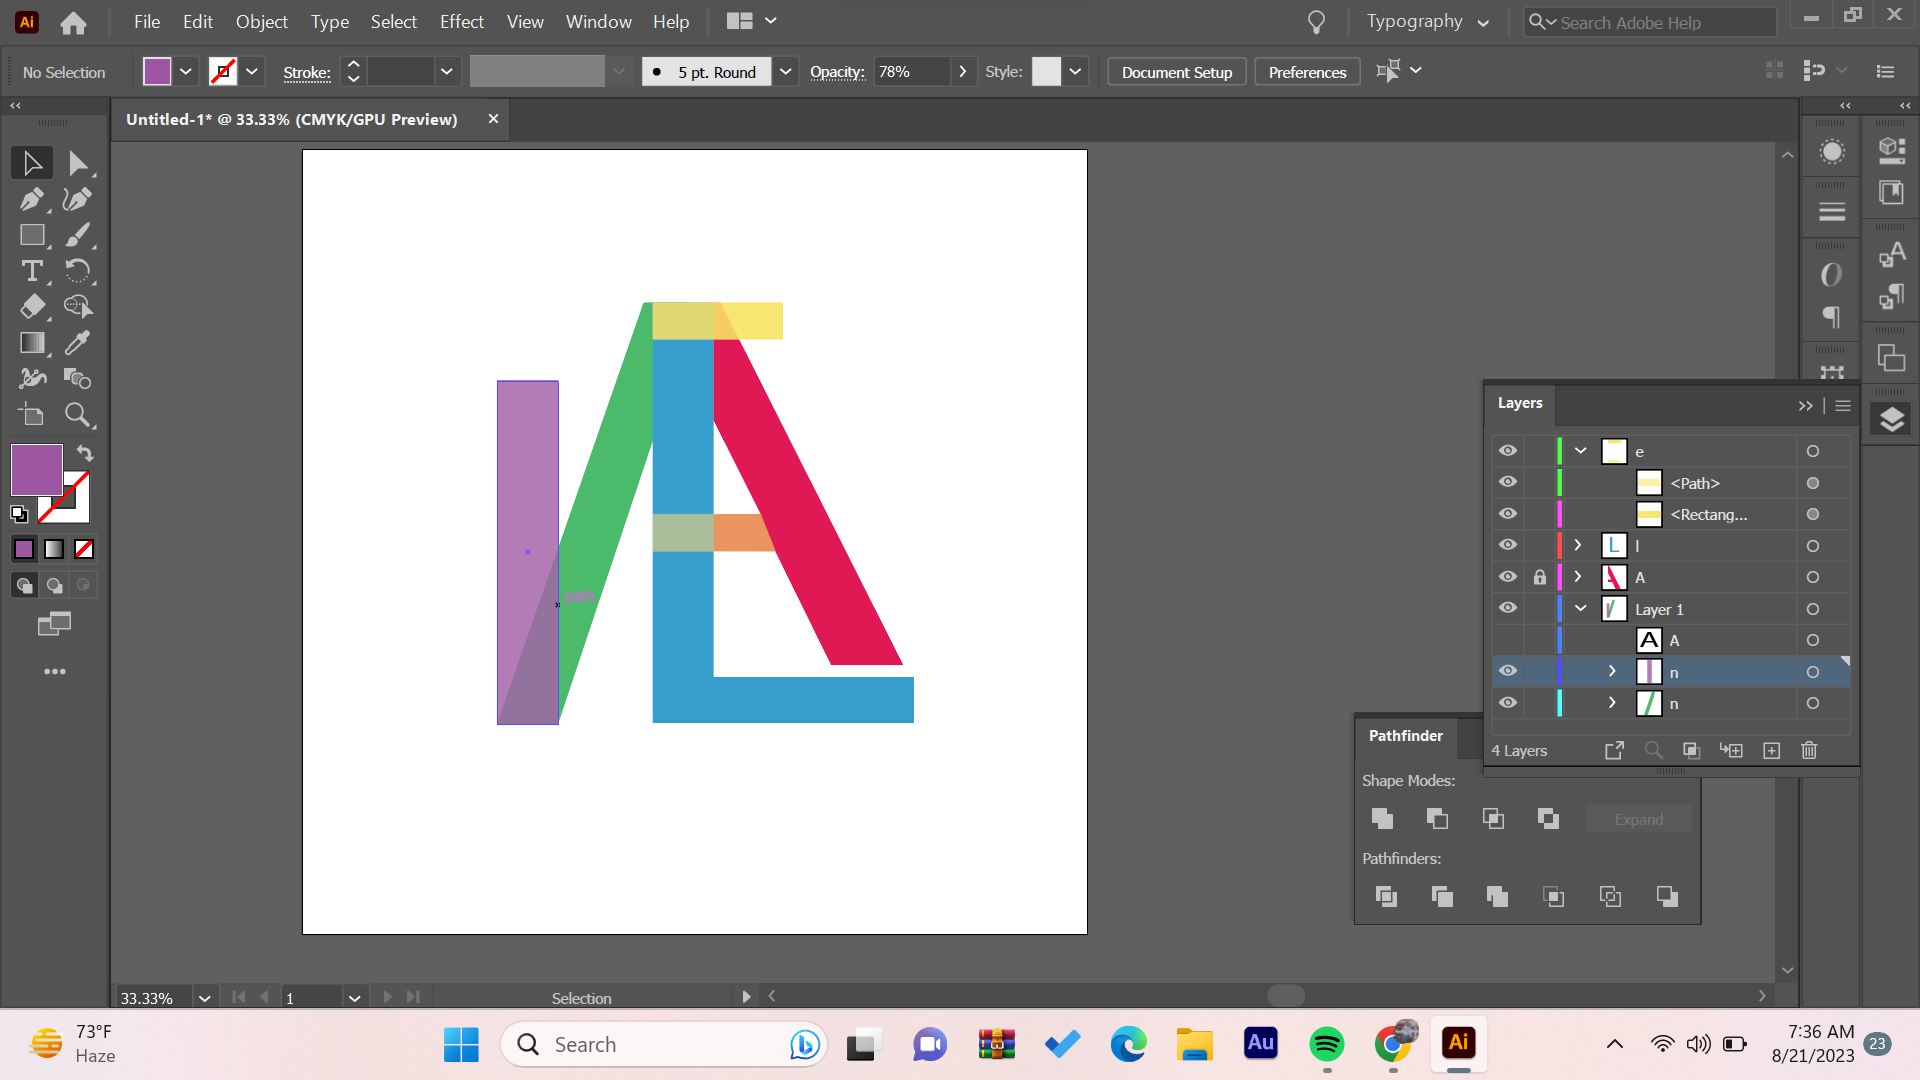 Ai File Edit Object Type Select Effect View Window Help Typography Search Adobe Help
No Selection Stroke: 5 pt. Round Opacity: 78% Style: Document Setup Preferences
Untitled-1* @ 33.33% (CMYK/GPU Preview)
path
Layers
e
<Path>
<Rectang...
l
A
Layer 1
A
n
n
4 Layers
Pathfinder
Shape Modes:
Expand
Pathfinders:
33.33% 1 Selection
73°F
Haze
Search
Au
Ai
7:36 AM
8/21/2023
23